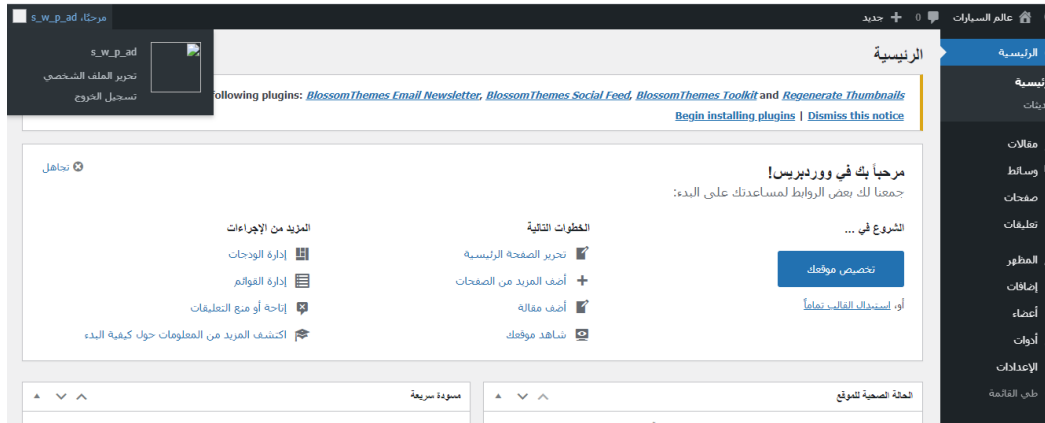 عالم السيارات
0
جديد
مرحبًا، s_w_p_ad
s_w_p_ad
تحرير الملف الشخصي
تسجيل الخروج
الرئيسية
مقالات
وسائط
صفحات
تعليقات
المظهر
إضافات
أعضاء
أدوات
الإعدادات
طي القائمة
الرئيسية
following plugins: BlossomThemes Email Newsletter, BlossomThemes Social Feed, BlossomThemes Toolkit and Regenerate Thumbnails
Begin installing plugins | Dismiss this notice
تجاهل
مرحباً بك في ووردبريس!
جمعنا لك بعض الروابط لمساعدتك على البدء:
الشروع في ...
تخصيص موقعك
أو، استبدال القالب تماماً
الخطوات التالية
تحرير الصفحة الرئيسية
أضف المزيد من الصفحات
أضف مقالة
شاهد موقعك
المزيد من الإجراءات
إدارة الودجات
إدارة القوائم
إتاحة أو منع التعليقات
اكتشف المزيد من المعلومات حول كيفية البدء
الحالة الصحية للموقع
مسودة سريعة